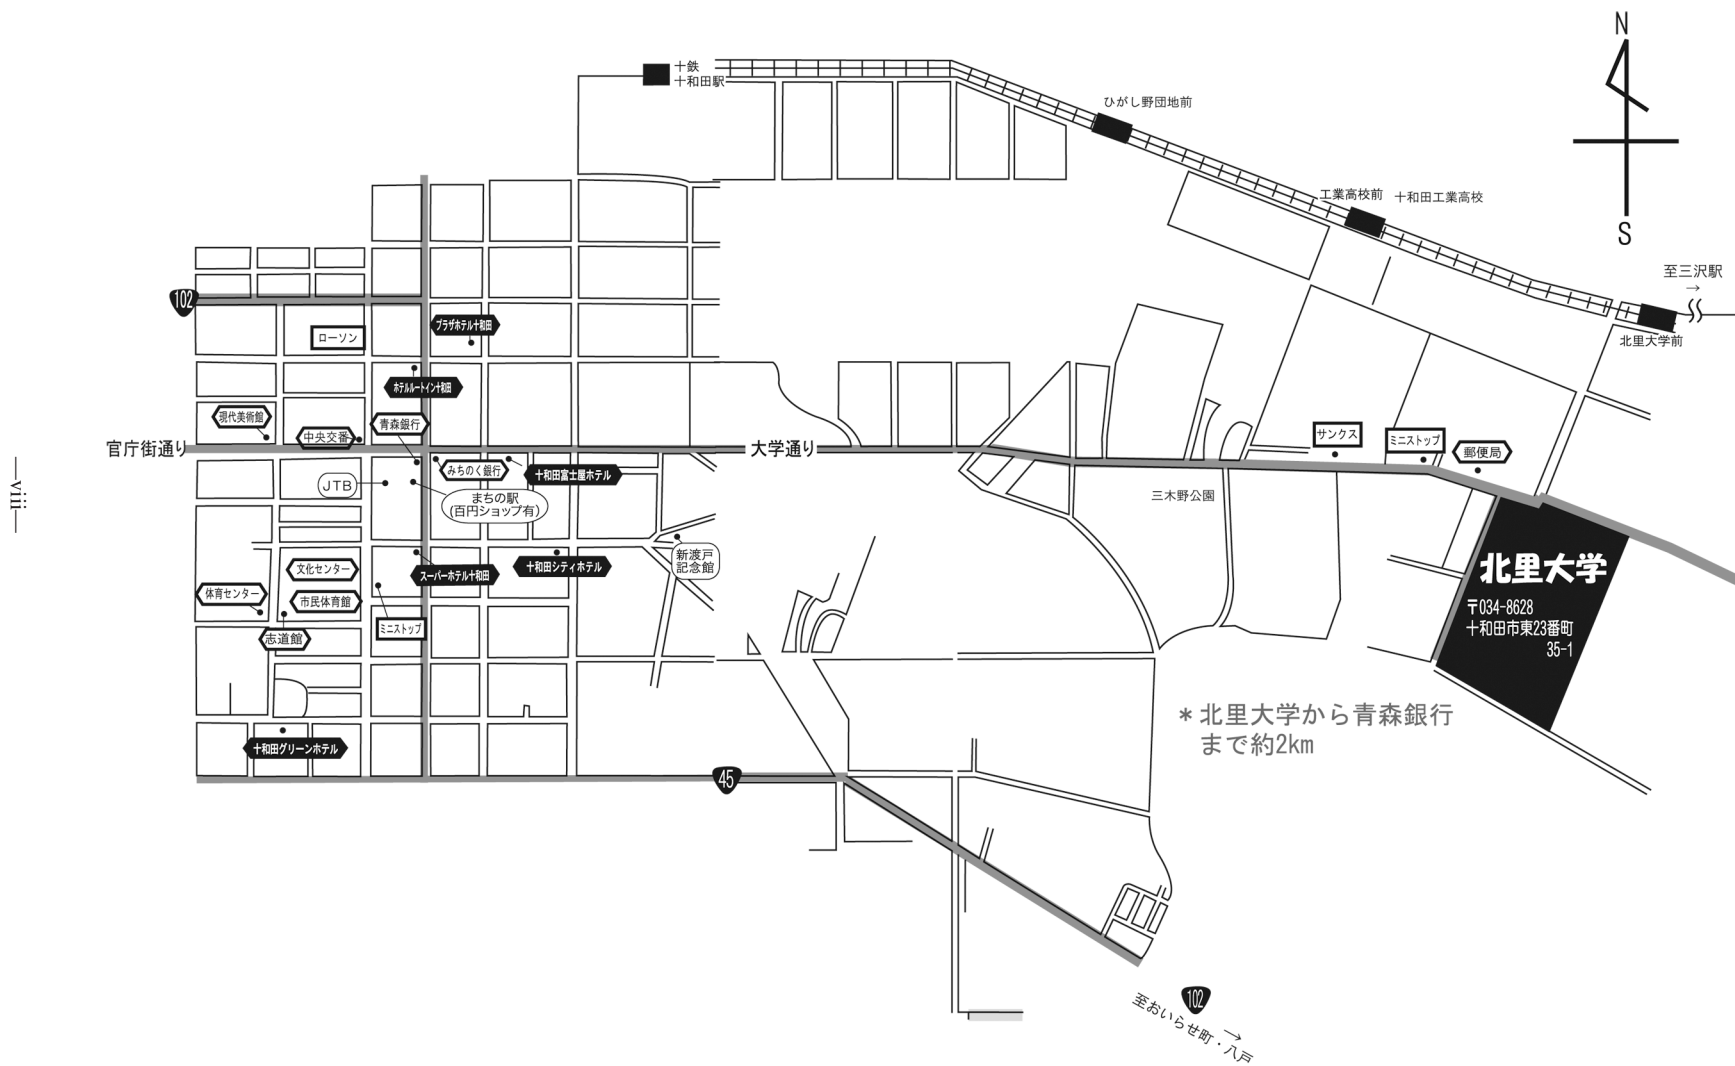 N
S
十鉄
十和田駅
ひがし野団地前
工業高校前
十和田工業高校
至三沢駅
→
北里大学前
102
プラザホテル十和田
ローソン
ホテルルートイン十和田
現代美術館
中央交番
青森銀行
官庁街通り
大学通り
サンクス
ミニストップ
郵便局
みちのく銀行
十和田富士屋ホテル
JTB
まちの駅
(百円ショップ有)
三木野公園
―viii―
新渡戸
記念館
文化センター
スーパーホテル十和田
十和田シティホテル
体育センター
市民体育館
志道館
ミニストップ
北里大学
〒034-8628
十和田市東23番町
35-1
＊北里大学から青森銀行
まで約2km
十和田グリーンホテル
45
102
至おいらせ町・八戸
→